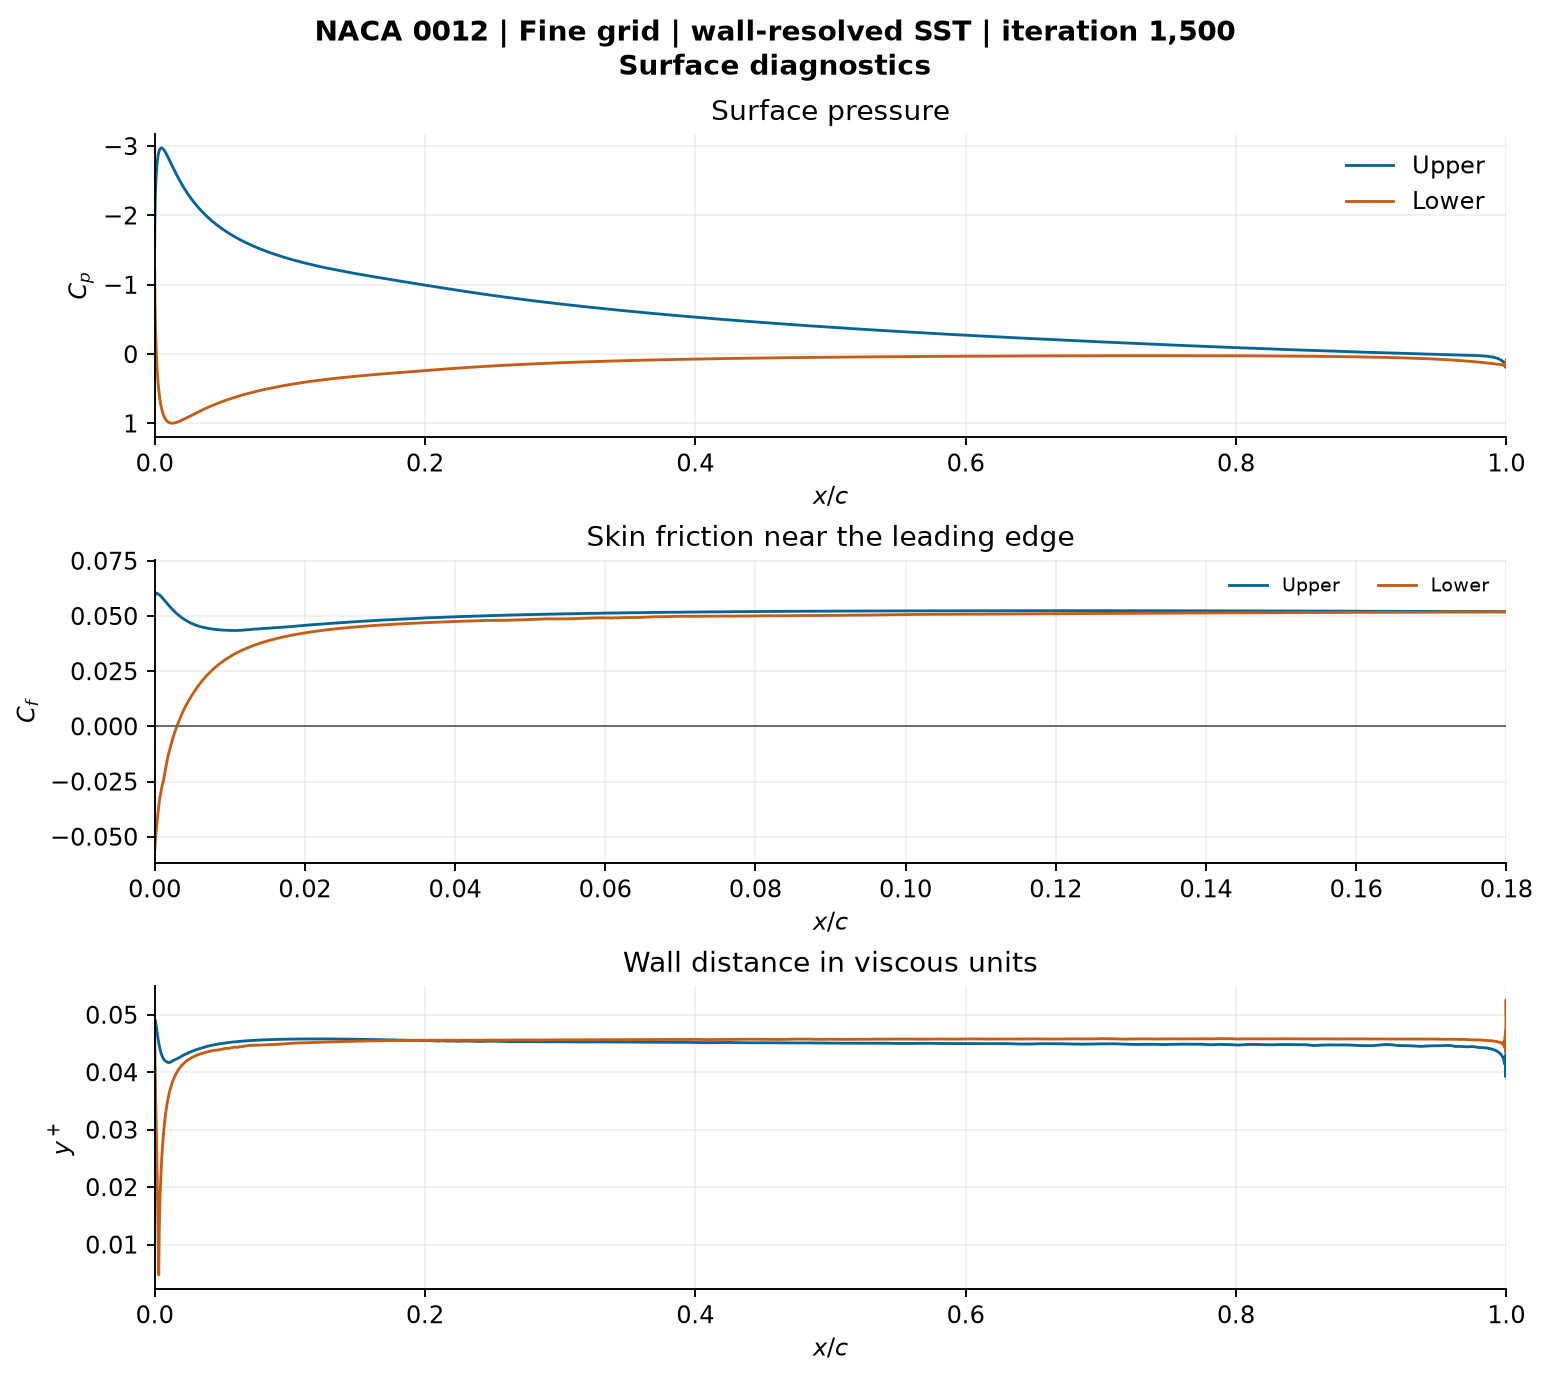 NACA 0012 | Fine grid | wall-resolved SST | iteration 1,500
Surface diagnostics
Surface pressure
−3
−2
−1
0
1
Cp
Upper
Lower
0.0 0.2 0.4 0.6 0.8 1.0
x/c
Skin friction near the leading edge
0.075
0.050
0.025
0.000
−0.025
−0.050
Cf
Upper Lower
0.00 0.02 0.04 0.06 0.08 0.10 0.12 0.14 0.16 0.18
x/c
Wall distance in viscous units
0.05
0.04
0.03
0.02
0.01
y+
0.0 0.2 0.4 0.6 0.8 1.0
x/c